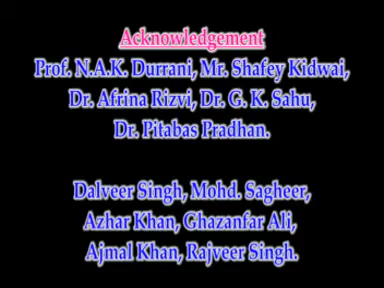 Acknowledgement
Prof. N.A.K. Durrani, Mr. Shafey Kidwai,
Dr. Afrina Rizvi, Dr. G. K. Sahu,
Dr. Pitabas Pradhan.
Dalveer Singh, Mohd. Sagheer,
Azhar Khan, Ghazanfar Ali,
Ajmal Khan, Rajveer Singh.